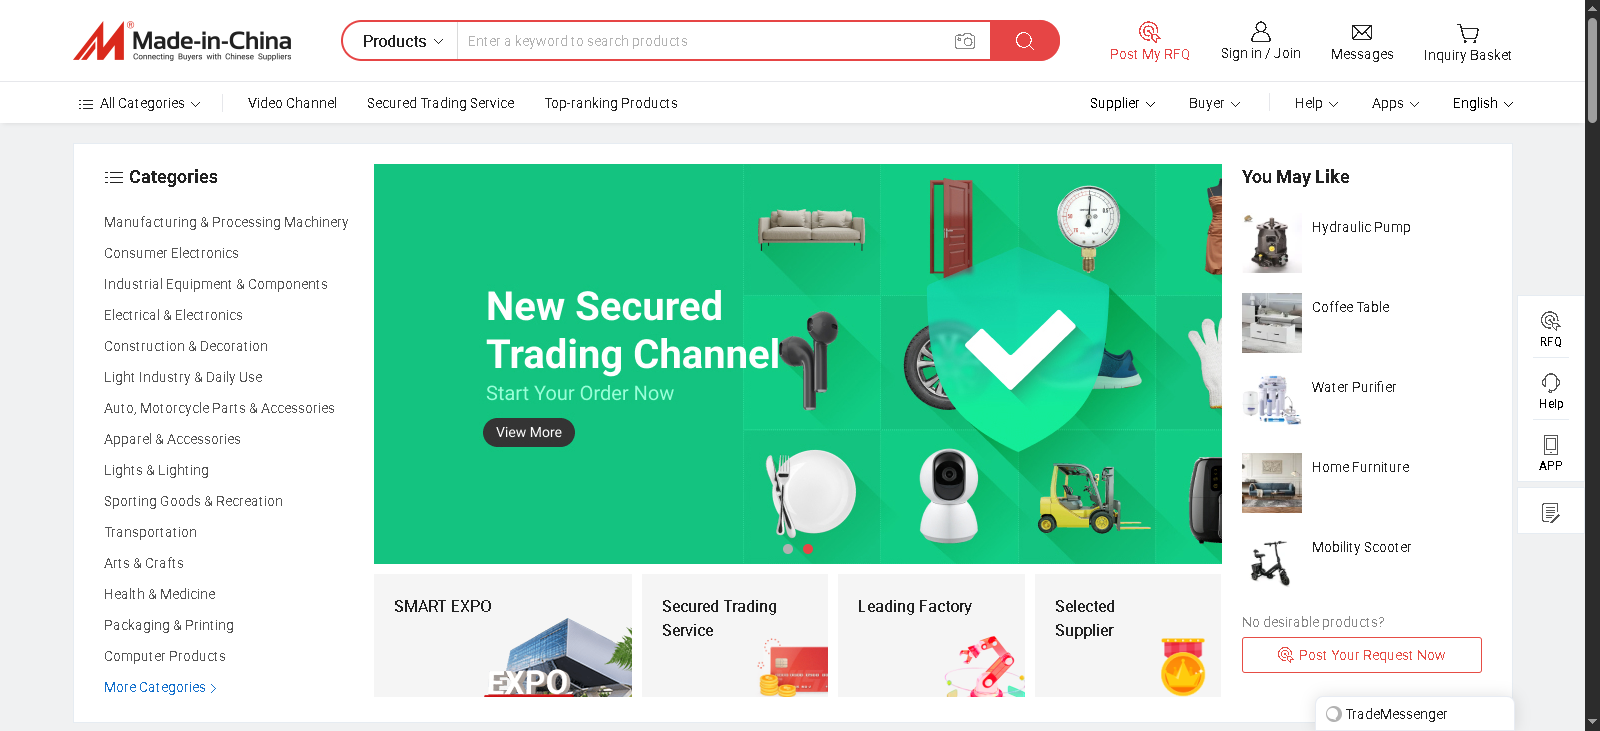 Made-in-China®
Connecting Buyers with Chinese Suppliers
Products
Enter a keyword to search products
Post My RFQ
Sign in / Join
Messages
Inquiry Basket
All Categories
Video Channel
Secured Trading Service
Top-ranking Products
Supplier
Buyer
Help
Apps
English
Categories
Manufacturing & Processing Machinery
Consumer Electronics
Industrial Equipment & Components
Electrical & Electronics
Construction & Decoration
Light Industry & Daily Use
Auto, Motorcycle Parts & Accessories
Apparel & Accessories
Lights & Lighting
Sporting Goods & Recreation
Transportation
Arts & Crafts
Health & Medicine
Packaging & Printing
Computer Products
More Categories
New Secured
Trading Channel
Start Your Order Now
View More
SMART EXPO
EXPO
Secured Trading
Service
Leading Factory
Selected
Supplier
You May Like
Hydraulic Pump
Coffee Table
Water Purifier
Home Furniture
Mobility Scooter
No desirable products?
Post Your Request Now
RFQ
Help
APP
TradeMessenger